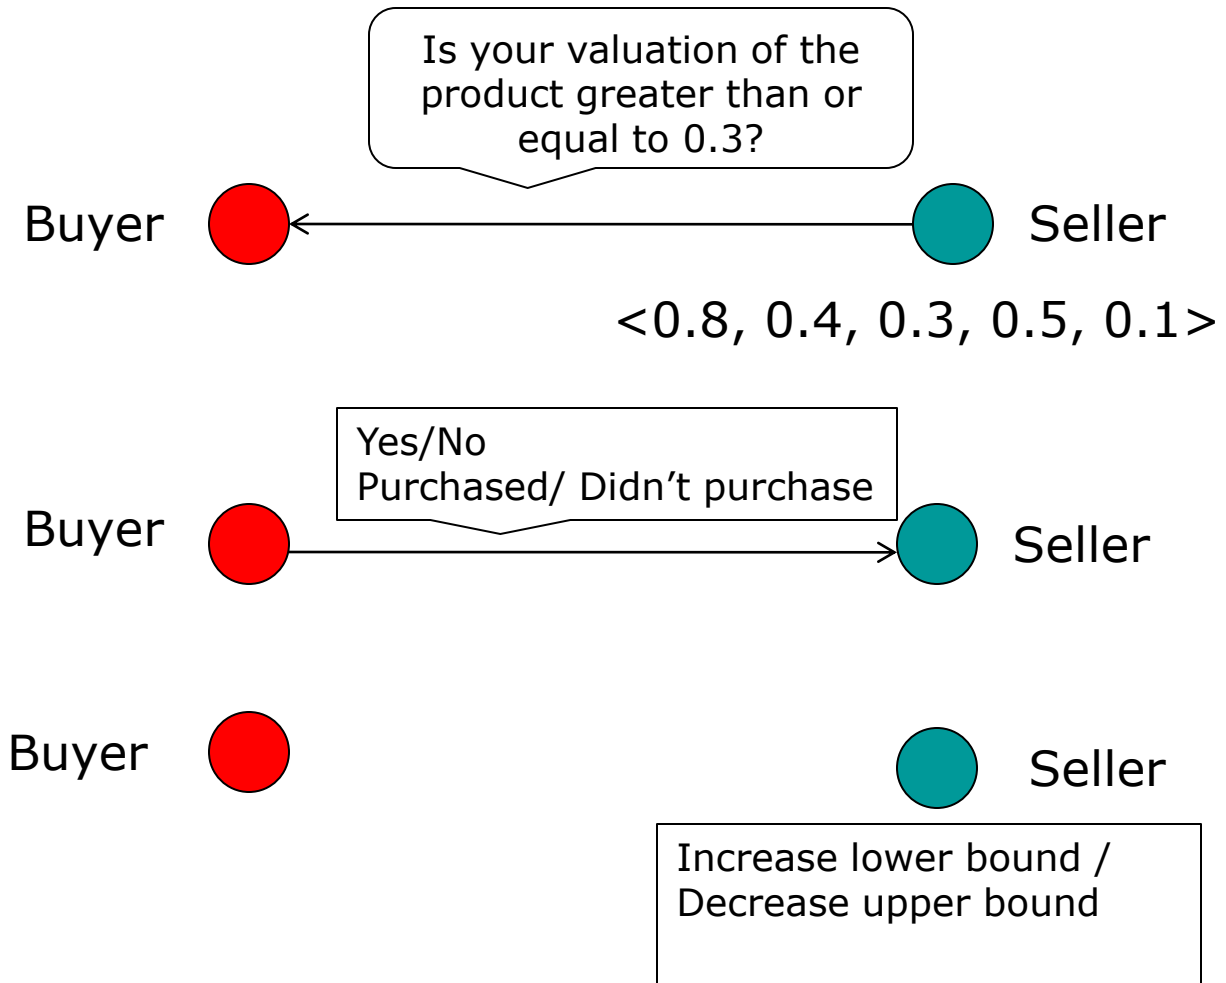 Is your valuation of the
product greater than or
equal to 0.3?
Buyer
Seller
<0.8, 0.4, 0.3, 0.5, 0.1>
Yes/No
Purchased/ Didn’t purchase
Buyer
Seller
Buyer
Seller
Increase lower bound /
Decrease upper bound